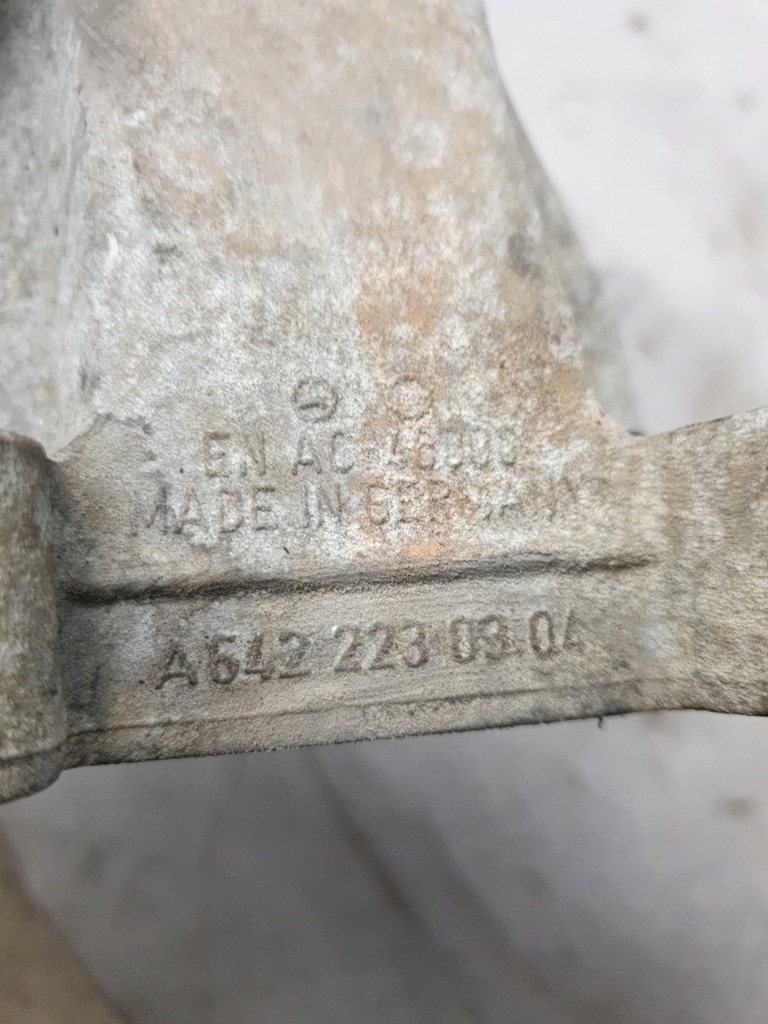 EN AC-46000
MADE IN GERMANY
A642 223 03 04